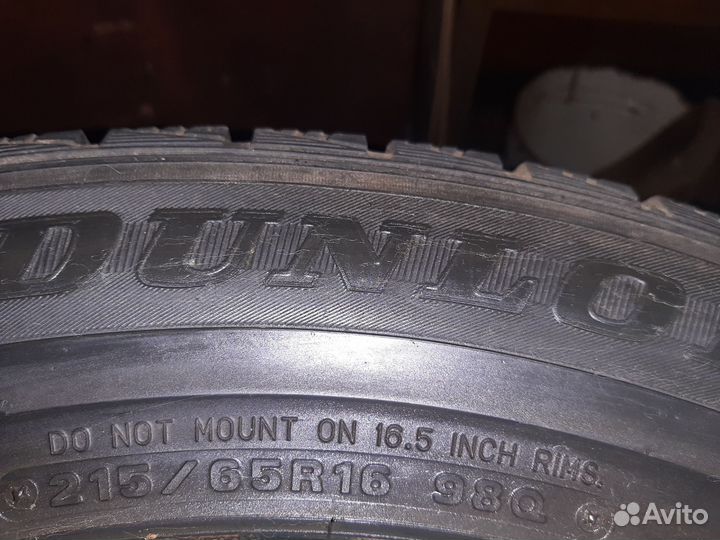 DUNLO
DO NOT MOUNT ON 16.5 INCH RIMS.
215/65R16 98Q
Avito